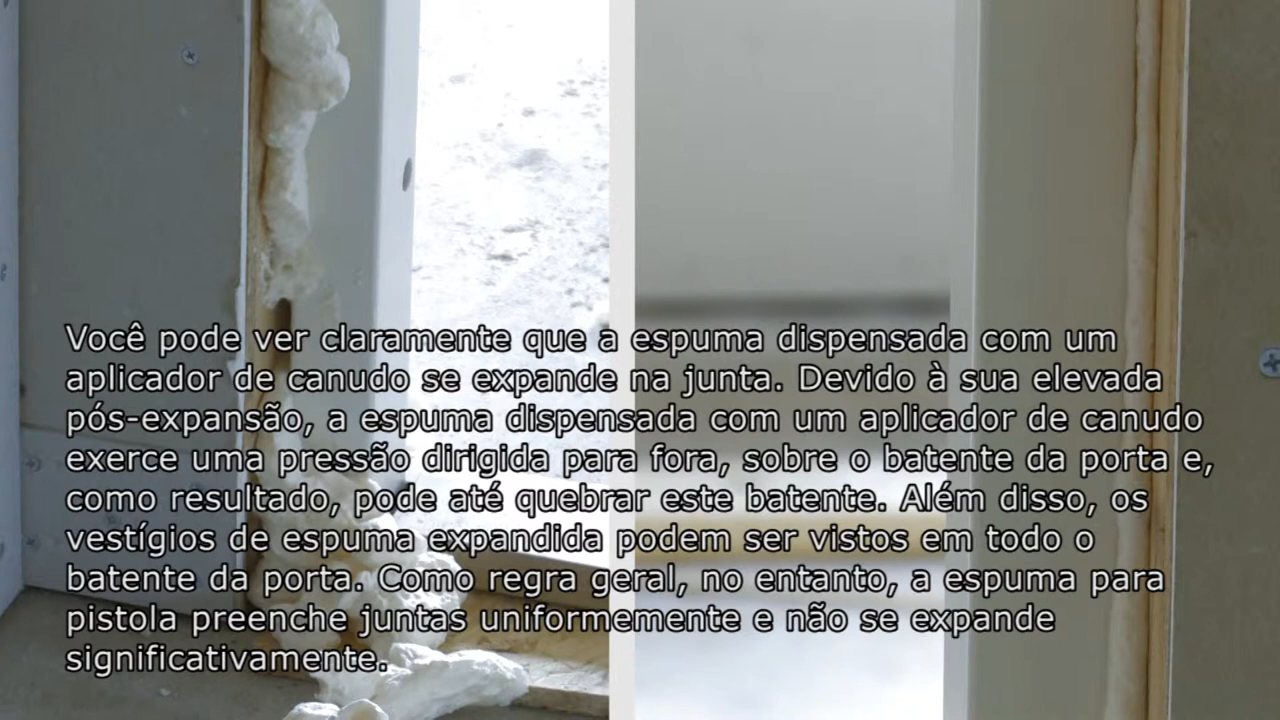 Você pode ver claramente que a espuma dispensada com um
aplicador de canudo se expande na junta. Devido à sua elevada
pós-expansão, a espuma dispensada com um aplicador de canudo
exerce uma pressão dirigida para fora, sobre o batente da porta e,
como resultado, pode até quebrar este batente. Além disso, os
vestígios de espuma expandida podem ser vistos em todo o
batente da porta. Como regra geral, no entanto, a espuma para
pistola preenche juntas uniformemente e não se expande
significativamente.